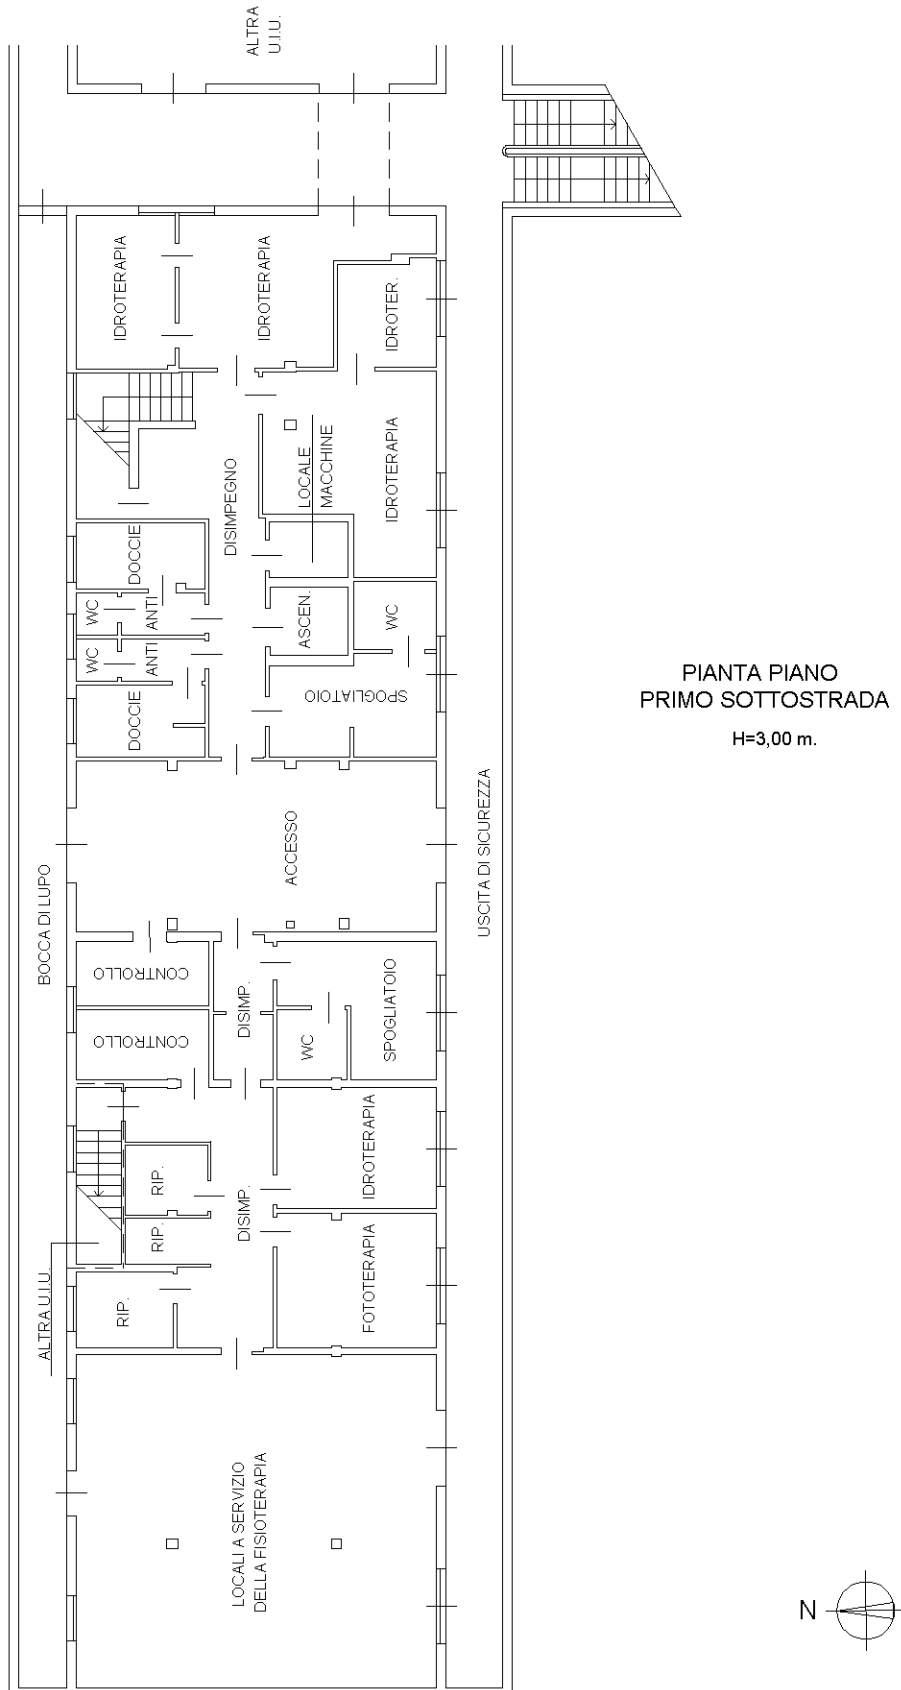 ALTRA
U.I.U.
IDROTERAPIA
IDROTERAPIA
IDROTER.
DISIMPEGNO
LOCALE
MACCHINE
IDROTERAPIA
DOCCIE
WC
ANTI
WC
ANTI
DOCCIE
ASCEN.
WC
SPOGLIATOIO
PIANTA PIANO
PRIMO SOTTOSTRADA
H=3,00 m.
ACCESSO
BOCCA DI LUPO
USCITA DI SICUREZZA
CONTROLLO
CONTROLLO
DISIMP.
WC
SPOGLIATOIO
RIP.
RIP.
RIP.
DISIMP.
IDROTERAPIA
FOTOTERAPIA
ALTRA U.I.U.
LOCALI A SERVIZIO
DELLA FISIOTERAPIA
N